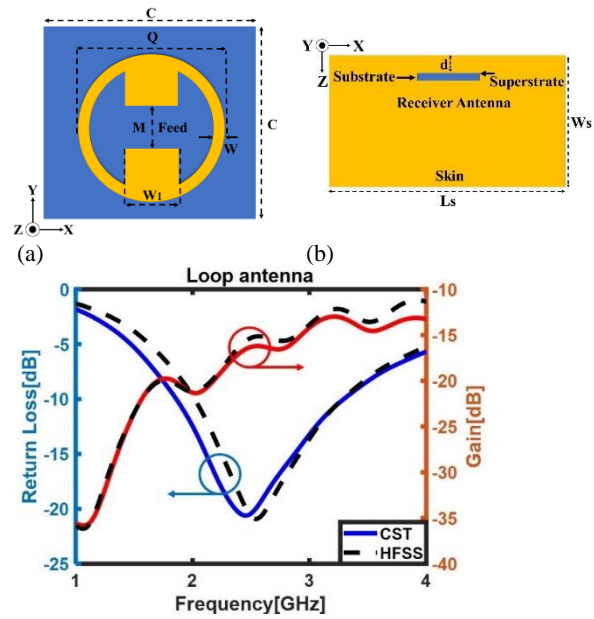 C
Q
C
M Feed
W
W1
Y
Z X
(a)
Y X
Z
d
Substrate Superstrate
Receiver Antenna
Ws
Skin
Ls
(b)
Loop antenna
0 -10
-5 -15
-20
-10 -25
-15 -30
-20 -35
-25 -40
Return Loss[dB]
Gain[dB]
CST
HFSS
1 2 3 4
Frequency[GHz]